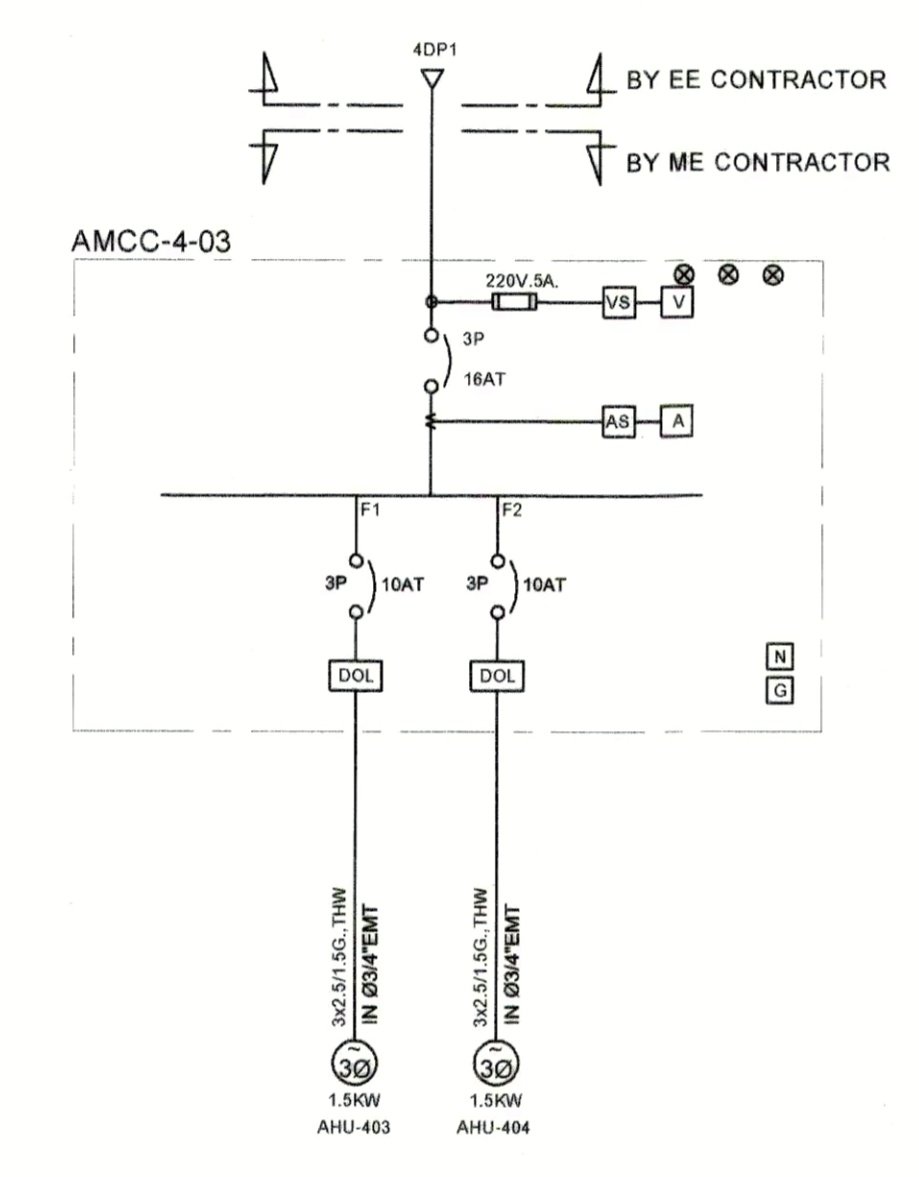 4DP1
BY EE CONTRACTOR
BY ME CONTRACTOR
AMCC-4-03
220V.5A.
VS
V
3P
16AT
AS
A
F1
F2
3P
10AT
3P
10AT
DOL
DOL
N
G
3x2.5/1.5G.,THW
IN Ø3/4"EMT
3x2.5/1.5G.,THW
IN Ø3/4"EMT
~
3Ø
~
3Ø
1.5KW
1.5KW
AHU-403
AHU-404